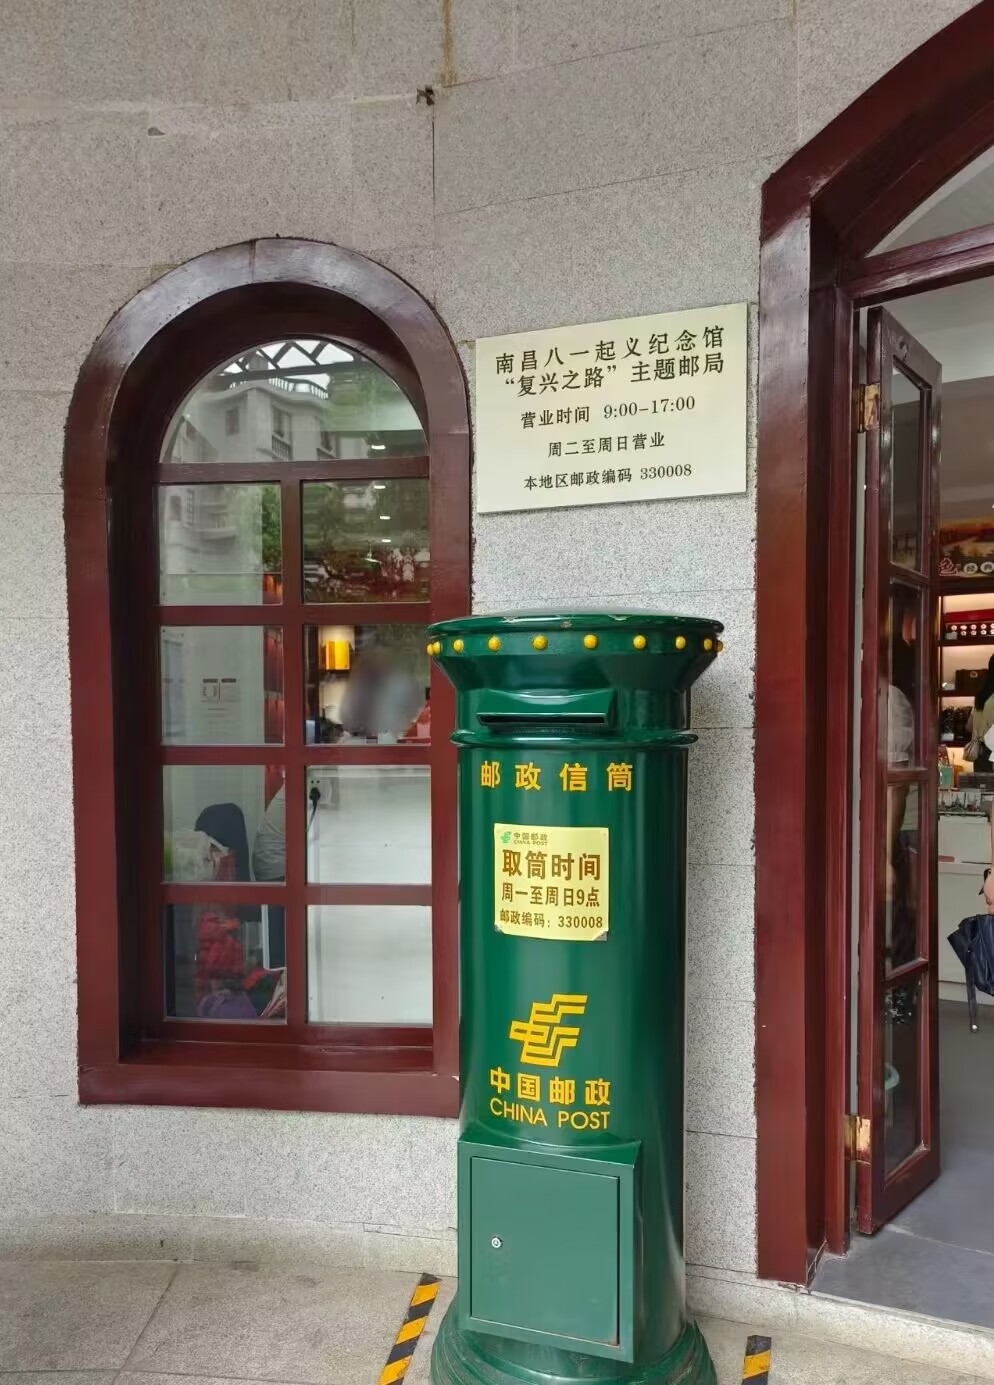 南昌八一起义纪念馆
“复兴之路”主题邮局
营业时间 9:00-17:00
周二至周日营业
本地区邮政编码 330008
邮政信筒
中国邮政
CHINA POST
取筒时间
周一至周日9点
邮政编码：330008
中国邮政
CHINA POST